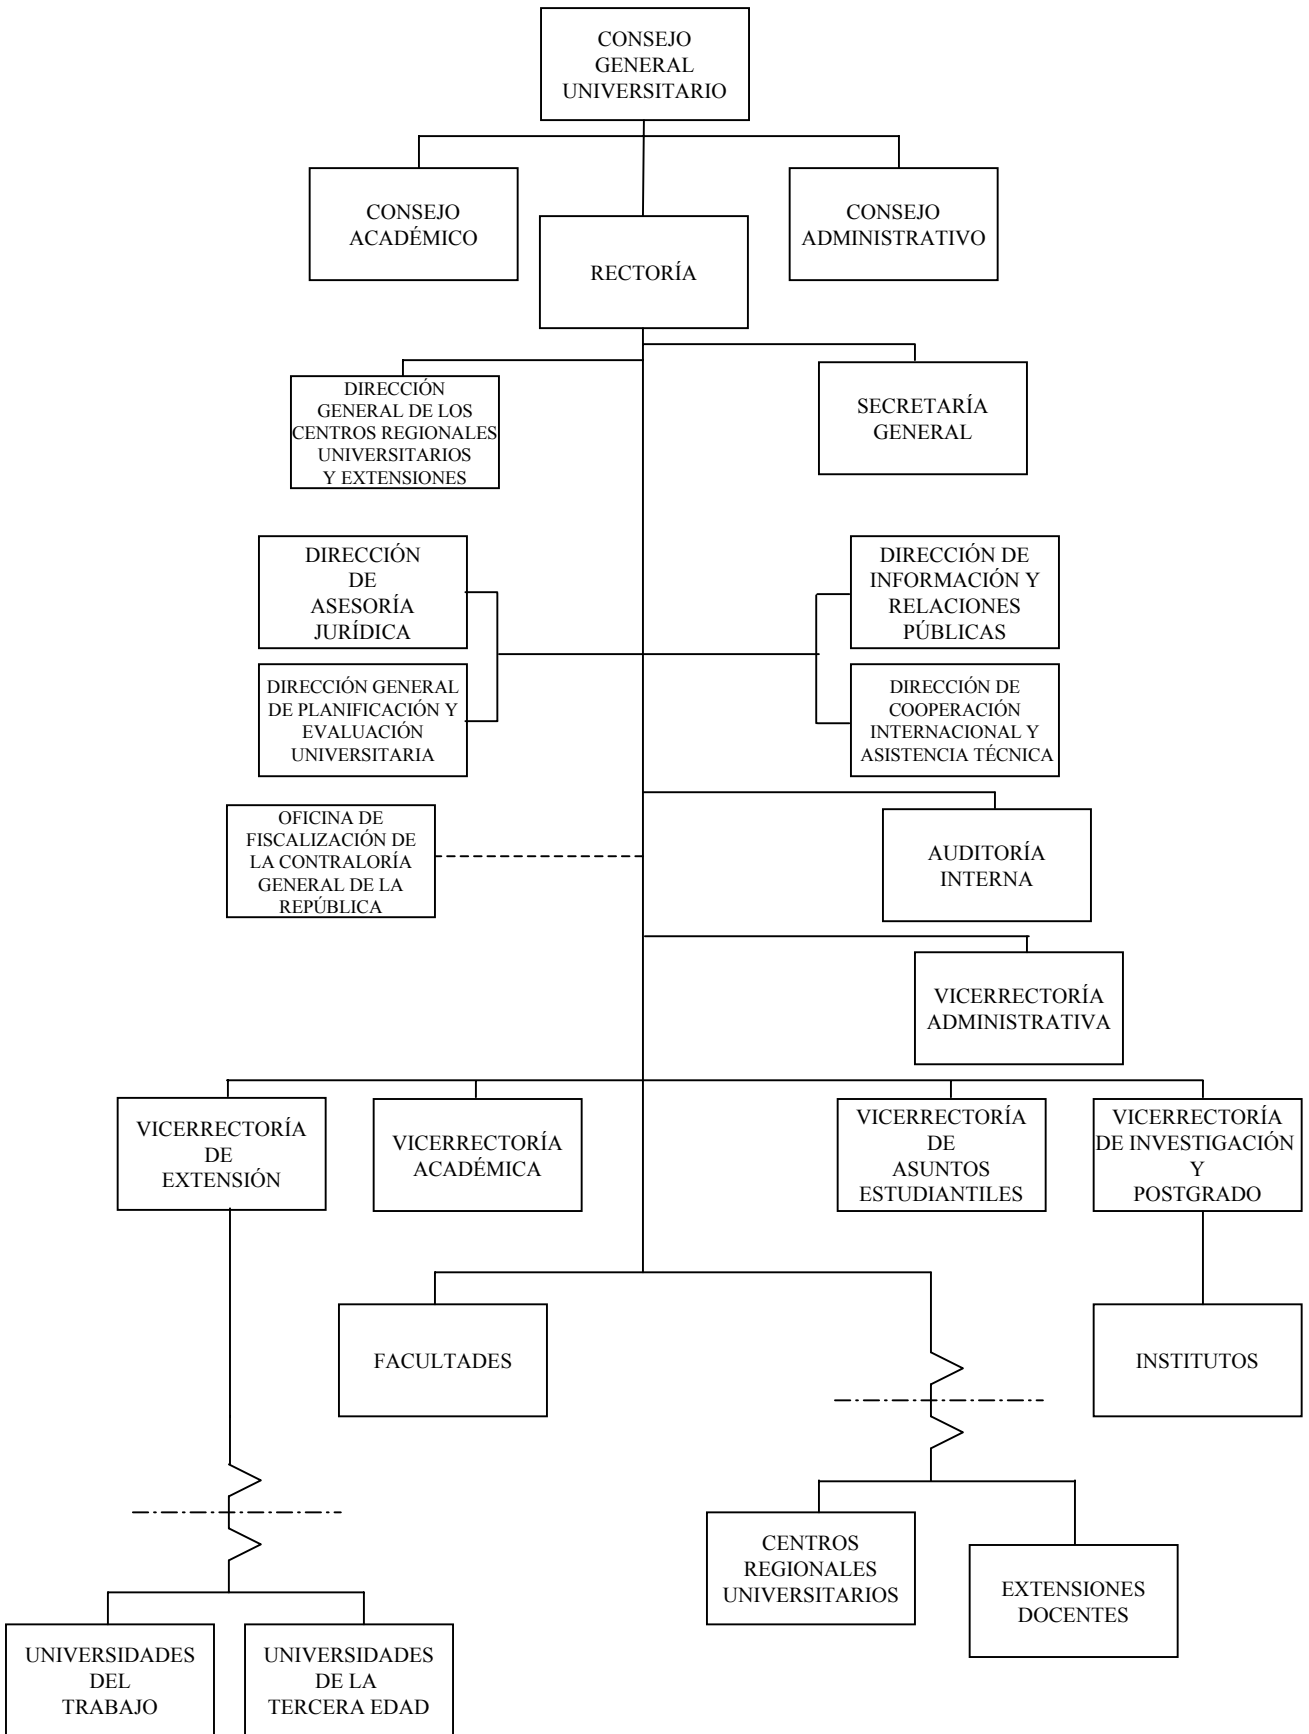 CONSEJO
GENERAL
UNIVERSITARIO
CONSEJO
ACADÉMICO
CONSEJO
ADMINISTRATIVO
RECTORÍA
DIRECCIÓN
GENERAL DE LOS
CENTROS REGIONALES
UNIVERSITARIOS
Y EXTENSIONES
SECRETARÍA
GENERAL
DIRECCIÓN
DE
ASESORÍA
JURÍDICA
DIRECCIÓN DE
INFORMACIÓN Y
RELACIONES
PÚBLICAS
DIRECCIÓN GENERAL
DE PLANIFICACIÓN Y
EVALUACIÓN
UNIVERSITARIA
DIRECCIÓN DE
COOPERACIÓN
INTERNACIONAL Y
ASISTENCIA TÉCNICA
OFICINA DE
FISCALIZACIÓN DE
LA CONTRALORÍA
GENERAL DE LA
REPÚBLICA
AUDITORÍA
INTERNA
VICERRECTORÍA
ADMINISTRATIVA
VICERRECTORÍA
DE
EXTENSIÓN
VICERRECTORÍA
ACADÉMICA
VICERRECTORÍA
DE
ASUNTOS
ESTUDIANTILES
VICERRECTORÍA
DE INVESTIGACIÓN
Y
POSTGRADO
FACULTADES
INSTITUTOS
CENTROS
REGIONALES
UNIVERSITARIOS
EXTENSIONES
DOCENTES
UNIVERSIDADES
DEL
TRABAJO
UNIVERSIDADES
DE LA
TERCERA EDAD